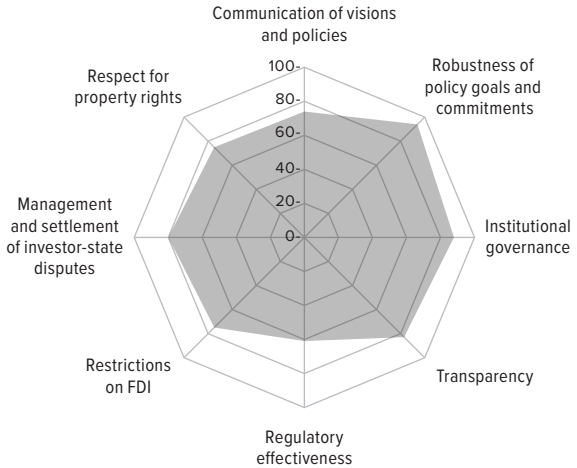 Communication of visions
and policies
Robustness of
policy goals and
commitments
Institutional
governance
Transparency
Regulatory
effectiveness
Restrictions
on FDI
Management
and settlement
of investor-state
disputes
Respect for
property rights
100-
80-
60-
40-
20-
0-